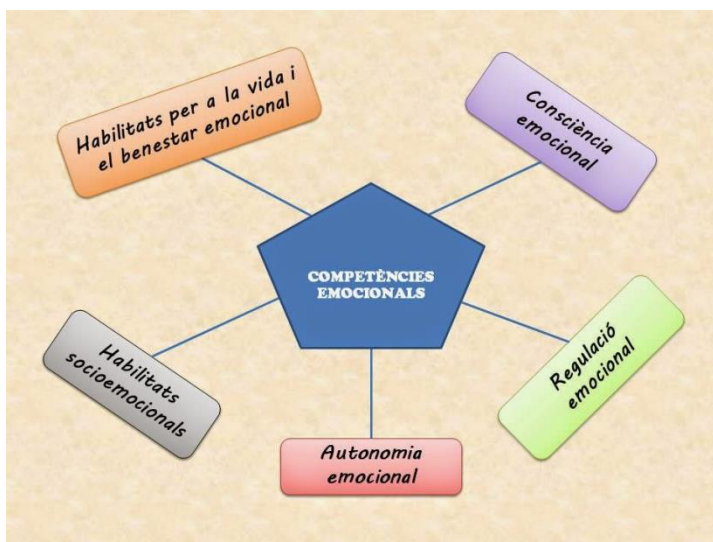 Habilitats per a la vida i
el benestar emocional
Consciència
emocional
COMPETÈNCIES
EMOCIONALS
Habilitats
socioemocionals
Regulació
emocional
Autonomia
emocional